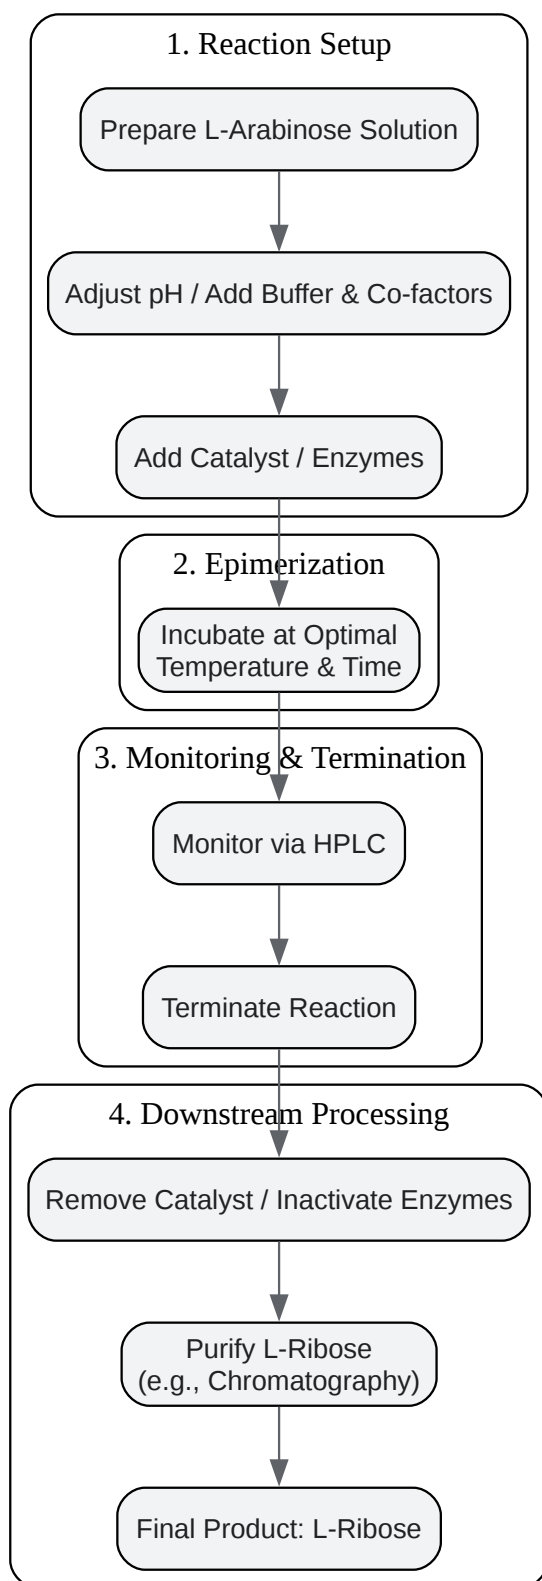 1. Reaction Setup
Prepare L-Arabinose Solution
Adjust pH / Add Buffer & Co-factors
Add Catalyst / Enzymes
2. Epimerization
Incubate at Optimal
Temperature & Time
3. Monitoring & Termination
Monitor via HPLC
Terminate Reaction
4. Downstream Processing
Remove Catalyst / Inactivate Enzymes
Purify L-Ribose
(e.g., Chromatography)
Final Product: L-Ribose